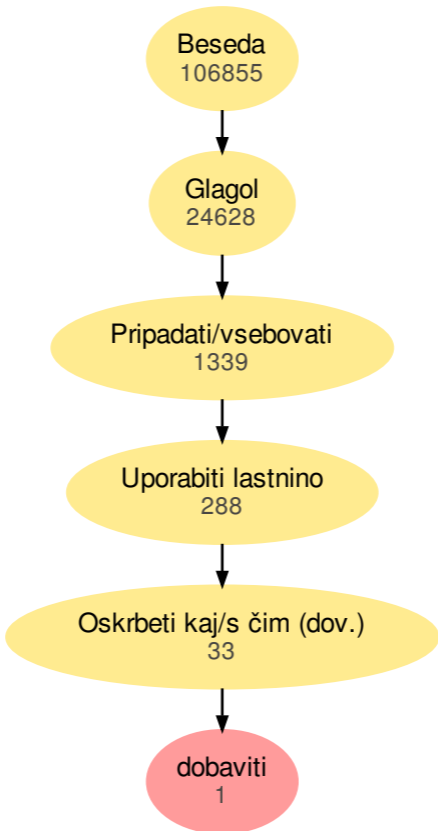 Beseda
106855
Glagol
24628
Pripadati/vsebovati
1339
Uporabiti lastnino
288
Oskrbeti kaj/s čim (dov.)
33
dobaviti
1